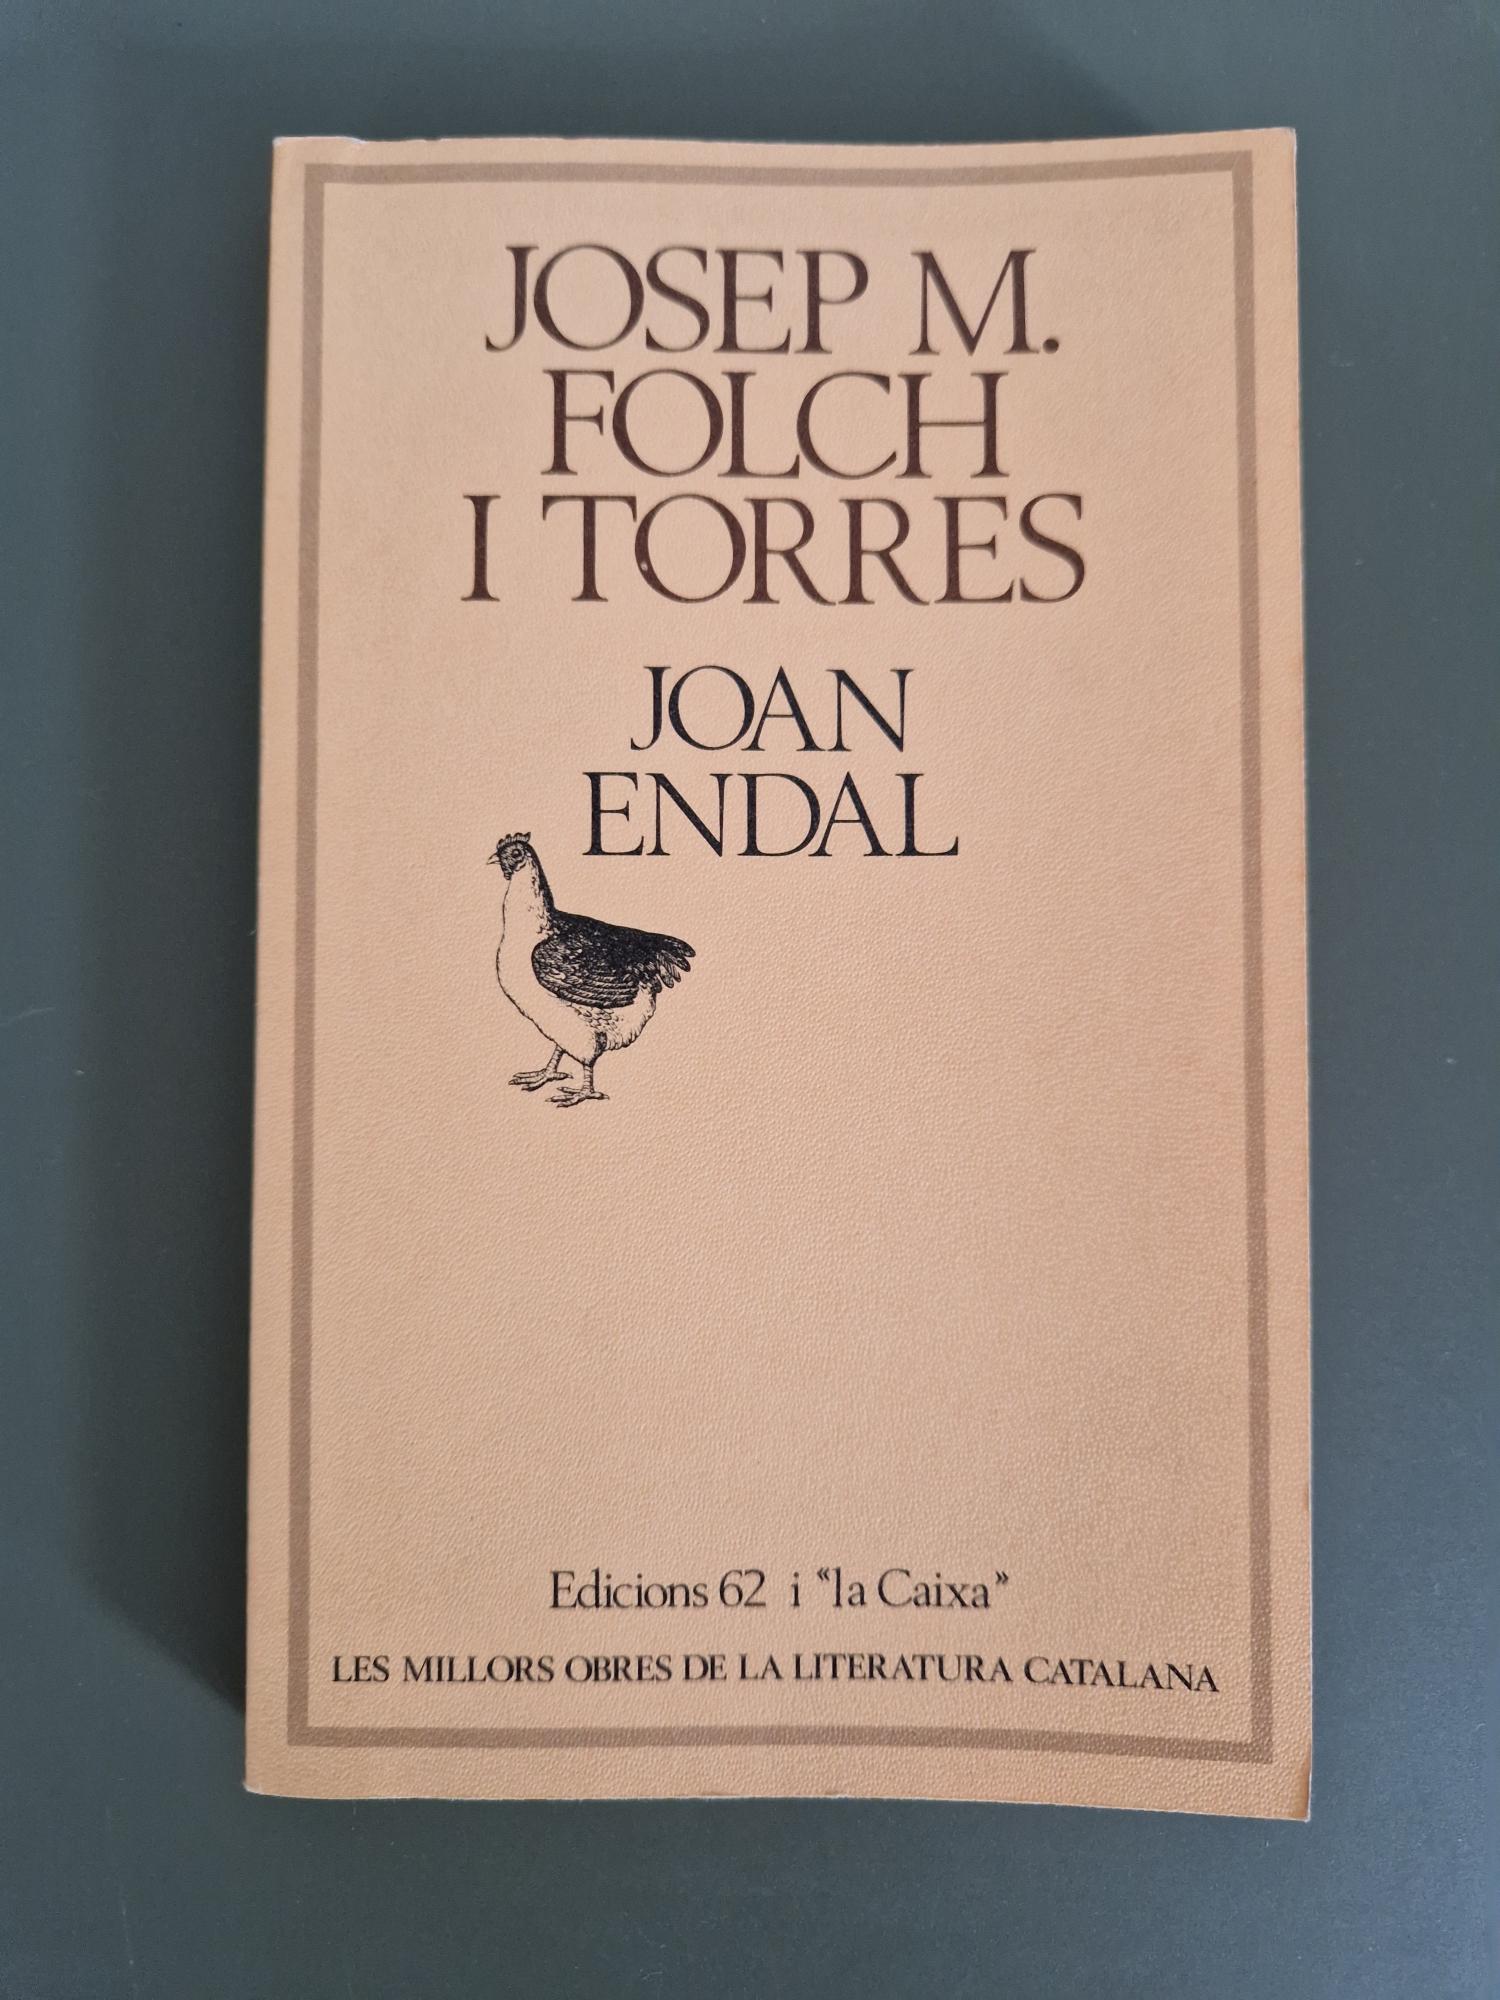 JOSEP M.
FOLCH
I TORRES
JOAN
ENDAL
Edicions 62 i “la Caixa”
LES MILLORS OBRES DE LA LITERATURA CATALANA